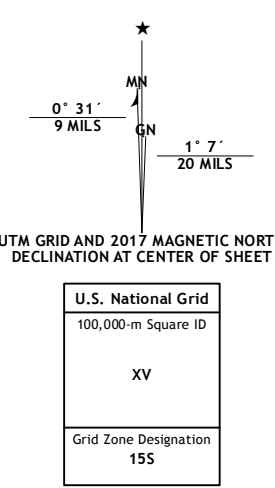 MN
0° 31´
9 MILS
GN
1° 7´
20 MILS
UTM GRID AND 2017 MAGNETIC NORT
DECLINATION AT CENTER OF SHEET
U.S. National Grid
100,000-m Square ID
XV
Grid Zone Designation
15S